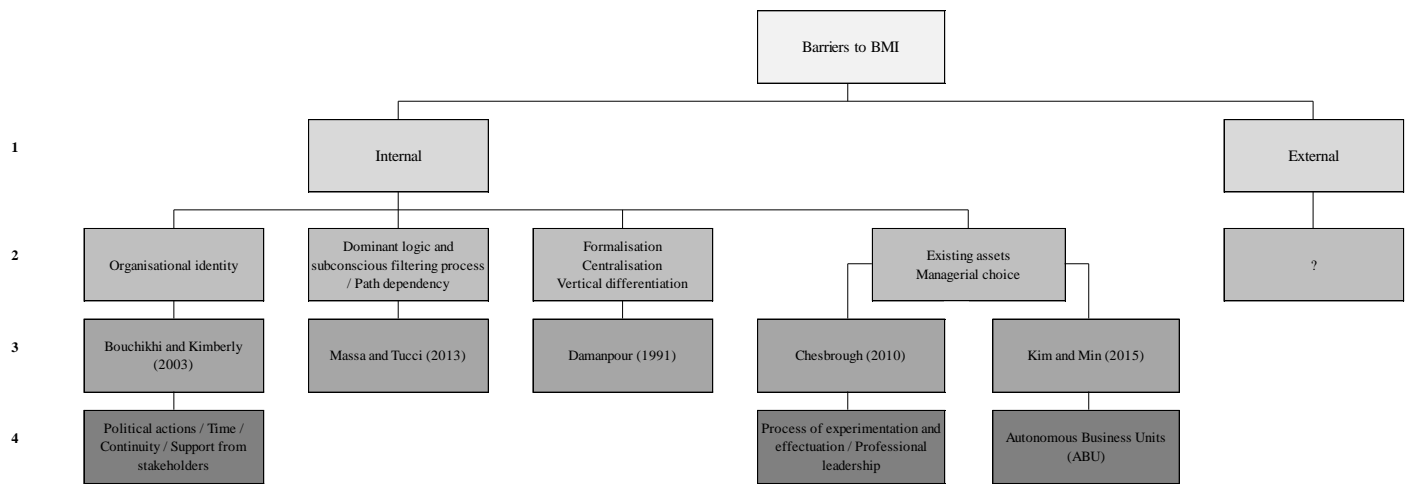 Barriers to BMI
1
Internal
External
2
Organisational identity
Dominant logic and
subconscious filtering process
/ Path dependency
Formalisation
Centralisation
Vertical differentiation
Existing assets
Managerial choice
?
3
Bouchikhi and Kimberly
(2003)
Massa and Tucci (2013)
Damanpour (1991)
Chesbrough (2010)
Kim and Min (2015)
4
Political actions / Time /
Continuity / Support from
stakeholders
Process of experimentation and
effectuation / Professional
leadership
Autonomous Business Units
(ABU)